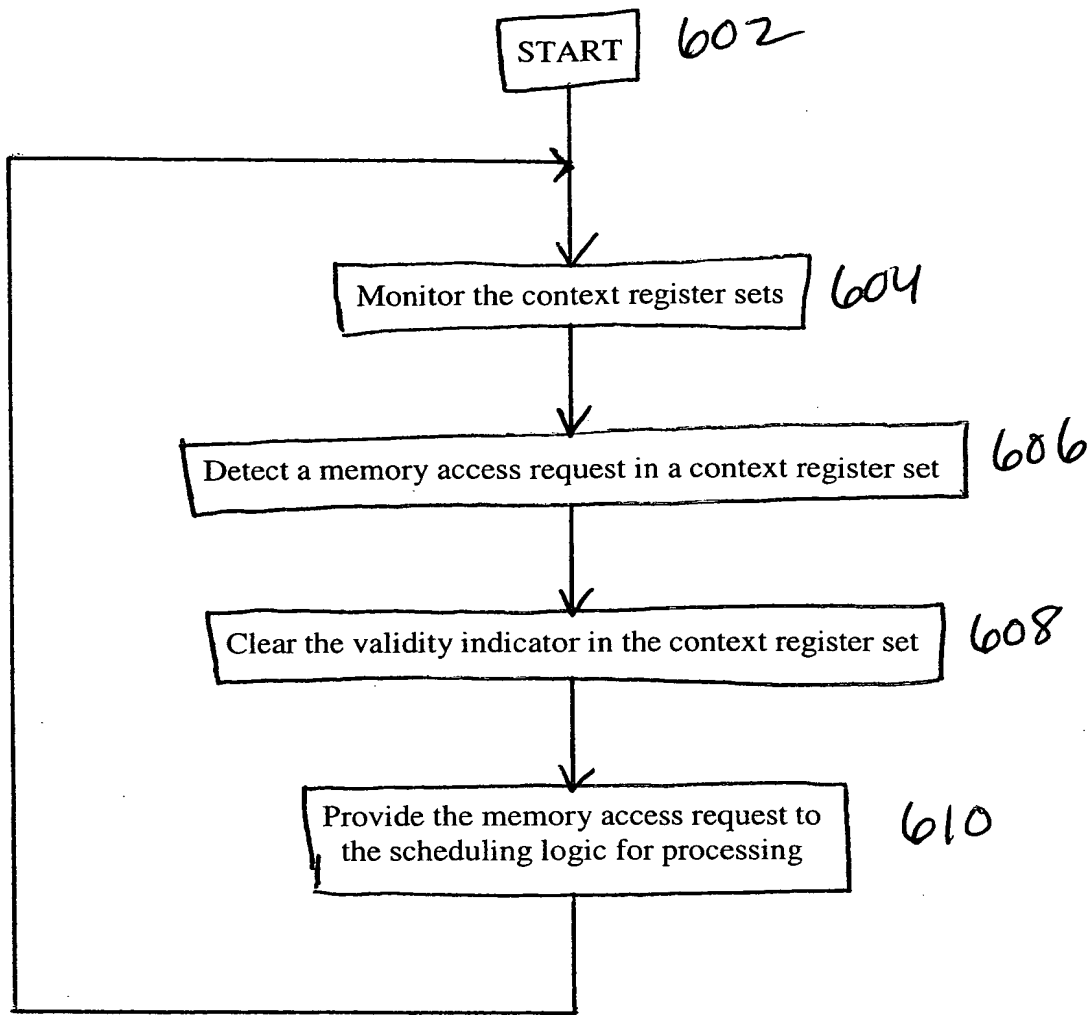 START 602
Monitor the context register sets 604
Detect a memory access request in a context register set 606
Clear the validity indicator in the context register set 608
Provide the memory access request to
the scheduling logic for processing 610